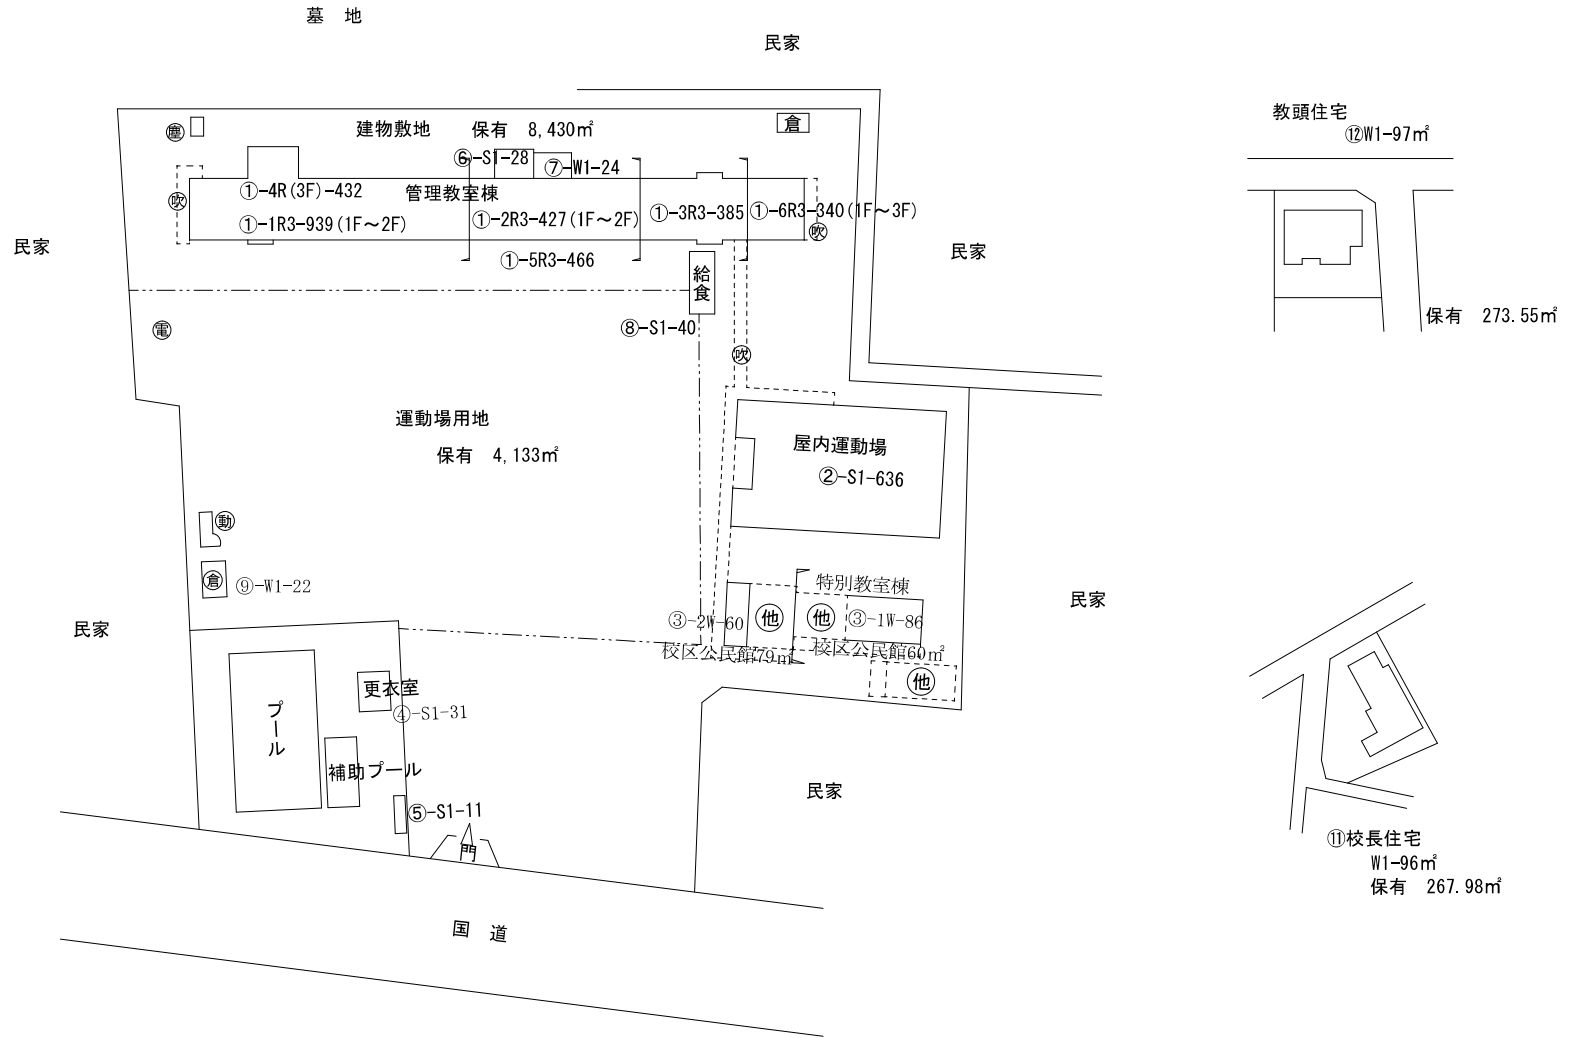 墓 地
民家
教頭住宅
⑫W1-97㎡
倉
塵
建物敷地 保有 8,430㎡
⑥-S1-28
⑦-W1-24
①-4R(3F)-432
管理教室棟
吹
①-1R3-939(1F～2F)
①-2R3-427(1F～2F)
①-3R3-385
①-6R3-340(1F～3F)
吹
民家
民家
①-5R3-466
給食
⑧-S1-40
電
吹
保有 273.55㎡
運動場用地
保有 4,133㎡
屋内運動場
②-S1-636
動
倉
⑨-W1-22
特別教室棟
③-2W-60
他
他
③-1W-86
校区公民館79㎡
校区公民館60㎡
他
民家
民家
更衣室
④-S1-31
プール
補助プール
⑤-S1-11
門
民家
⑪校長住宅
W1-96㎡
保有 267.98㎡
国 道